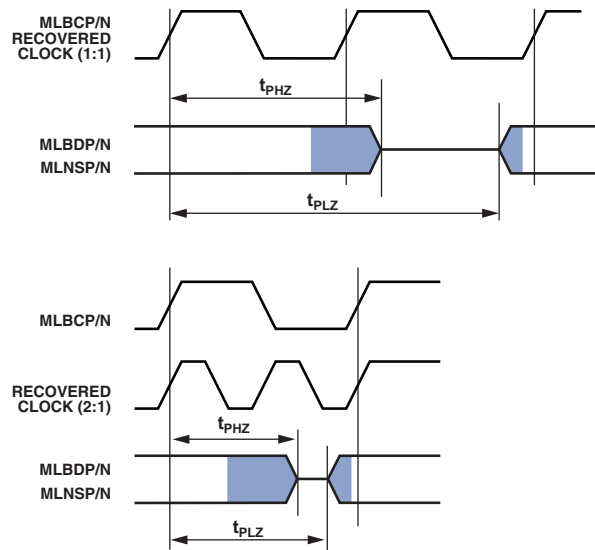 MLBCP/N
RECOVERED
CLOCK (1:1)
tPHZ
MLBDP/N
MLNSP/N
tPLZ
MLBCP/N
RECOVERED
CLOCK (2:1)
tPHZ
MLBDP/N
MLNSP/N
tPLZ